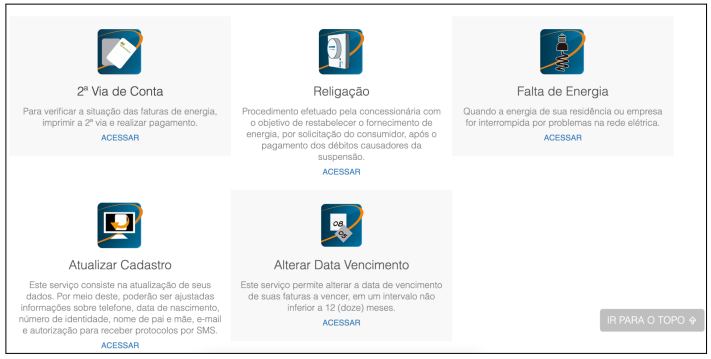 2ª Via de Conta
Para verificar a situação das faturas de energia,
imprimir a 2ª via e realizar pagamento.
ACESSAR
Religação
Procedimento efetuado pela concessionária com
o objetivo de restabelecer o fornecimento de
energia, por solicitação do consumidor, após o
pagamento dos débitos causadores da
suspensão.
ACESSAR
Falta de Energia
Quando a energia de sua residência ou empresa
for interrompida por problemas na rede elétrica.
ACESSAR
Atualizar Cadastro
Este serviço consiste na atualização de seus
dados. Por meio deste, poderão ser ajustadas
informações sobre telefone, data de nascimento,
número de identidade, nome de pai e mãe, e-mail
e autorização para receber protocolos por SMS.
ACESSAR
08
05
Alterar Data Vencimento
Este serviço permite alterar a data de vencimento
de suas faturas a vencer, em um intervalo não
inferior a 12 (doze) meses.
ACESSAR
IR PARA O TOPO